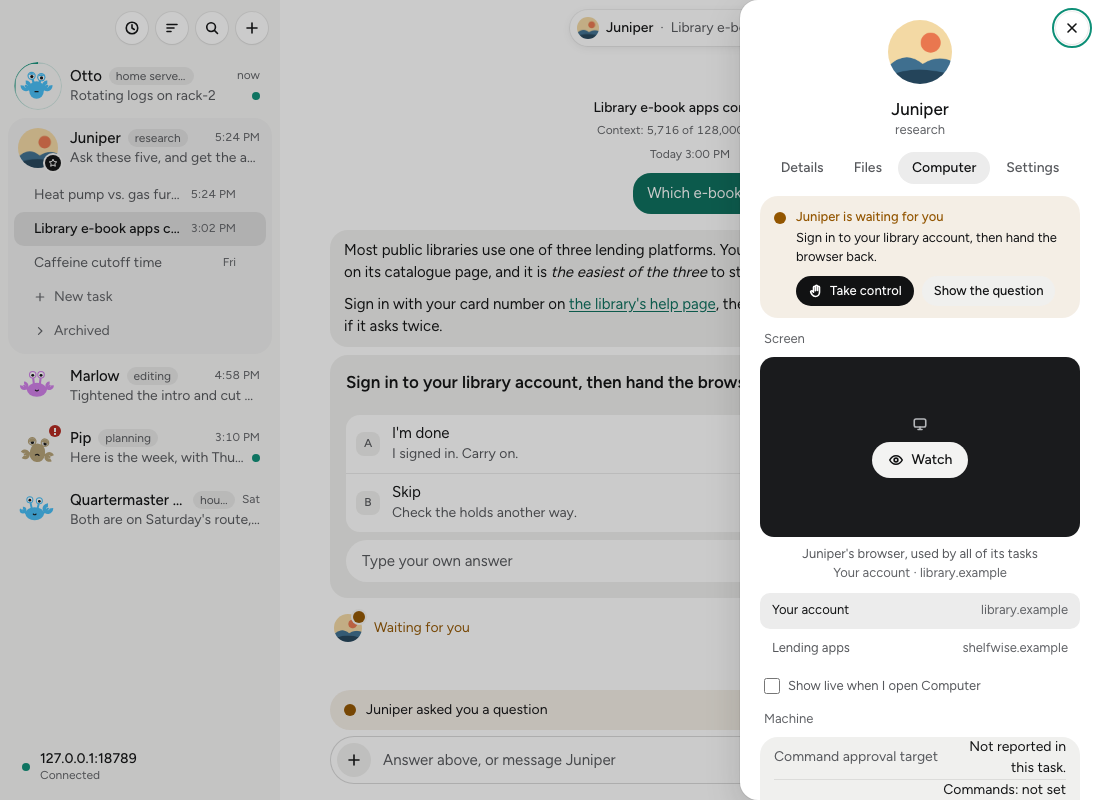 Otto
home serve...
now
Rotating logs on rack-2
Juniper
research
5:24 PM
Ask these five, and get the a...
Heat pump vs. gas fur...
5:24 PM
Library e-book apps c...
3:02 PM
Caffeine cutoff time
Fri
New task
Archived
Marlow
editing
4:58 PM
Tightened the intro and cut ...
Pip
planning
3:10 PM
Here is the week, with Thu...
Quartermaster ...
hou...
Sat
Both are on Saturday's route,...
127.0.0.1:18789
Connected
Juniper · Library e-b
Library e-book apps
Context: 5,716 of 128,000
Today 3:00 PM
Which e-book
Most public libraries use one of three lending platforms.
on its catalogue page, and it is the easiest of the three to
Sign in with your card number on the library's help page,
if it asks twice.
Sign in to your library account, then hand the
A
I'm done
I signed in. Carry on.
B
Skip
Check the holds another way.
Type your own answer
Waiting for you
Juniper asked you a question
Answer above, or message Juniper
Juniper
research
Details
Files
Computer
Settings
Juniper is waiting for you
Sign in to your library account, then hand the
browser back.
Take control
Show the question
Screen
Watch
Juniper's browser, used by all of its tasks
Your account · library.example
Your account
library.example
Lending apps
shelfwise.example
Show live when I open Computer
Machine
Command approval target
Not reported in
this task.
Commands: not set